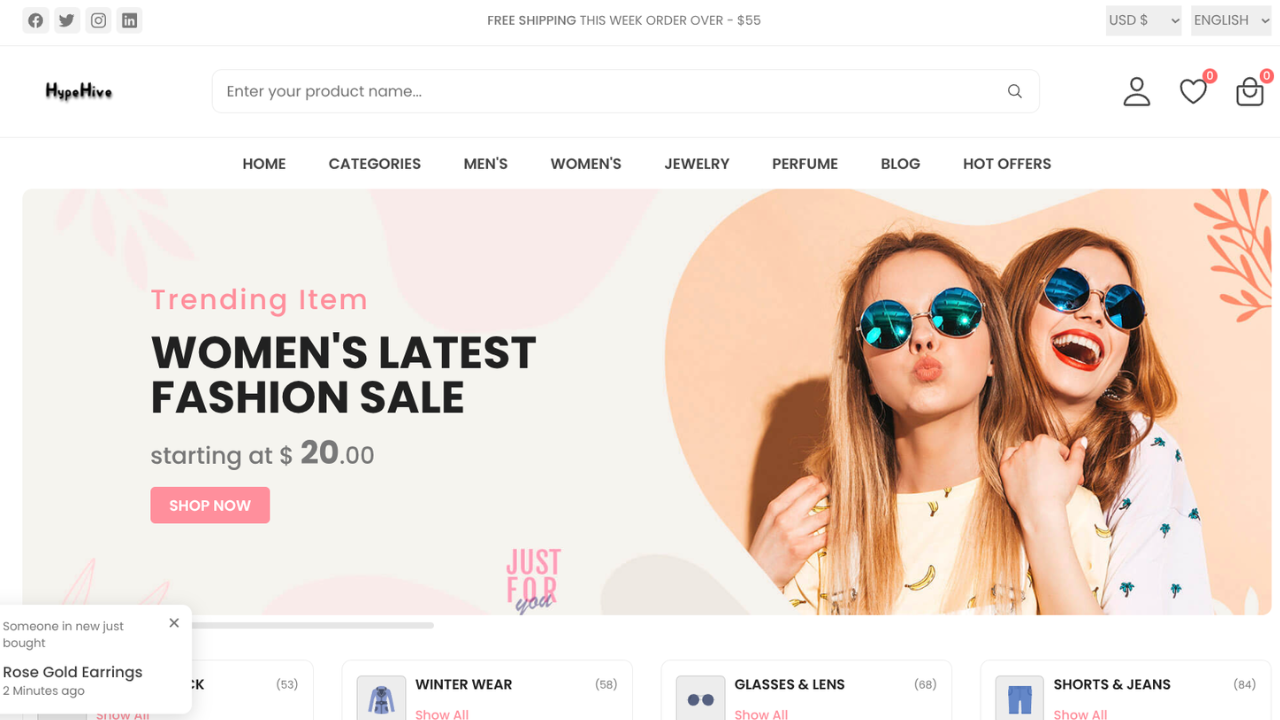 FREE SHIPPING THIS WEEK ORDER OVER - $55
USD $
ENGLISH
HypeHive
Enter your product name...
0
0
HOME
CATEGORIES
MEN'S
WOMEN'S
JEWELRY
PERFUME
BLOG
HOT OFFERS
Trending Item
WOMEN'S LATEST
FASHION SALE
starting at $ 20.00
SHOP NOW
JUST
FOR
you
Someone in new just
bought
Rose Gold Earrings
2 Minutes ago
CK
(53)
Show All
WINTER WEAR
(58)
Show All
GLASSES & LENS
(68)
Show All
SHORTS & JEANS
(84)
Show All